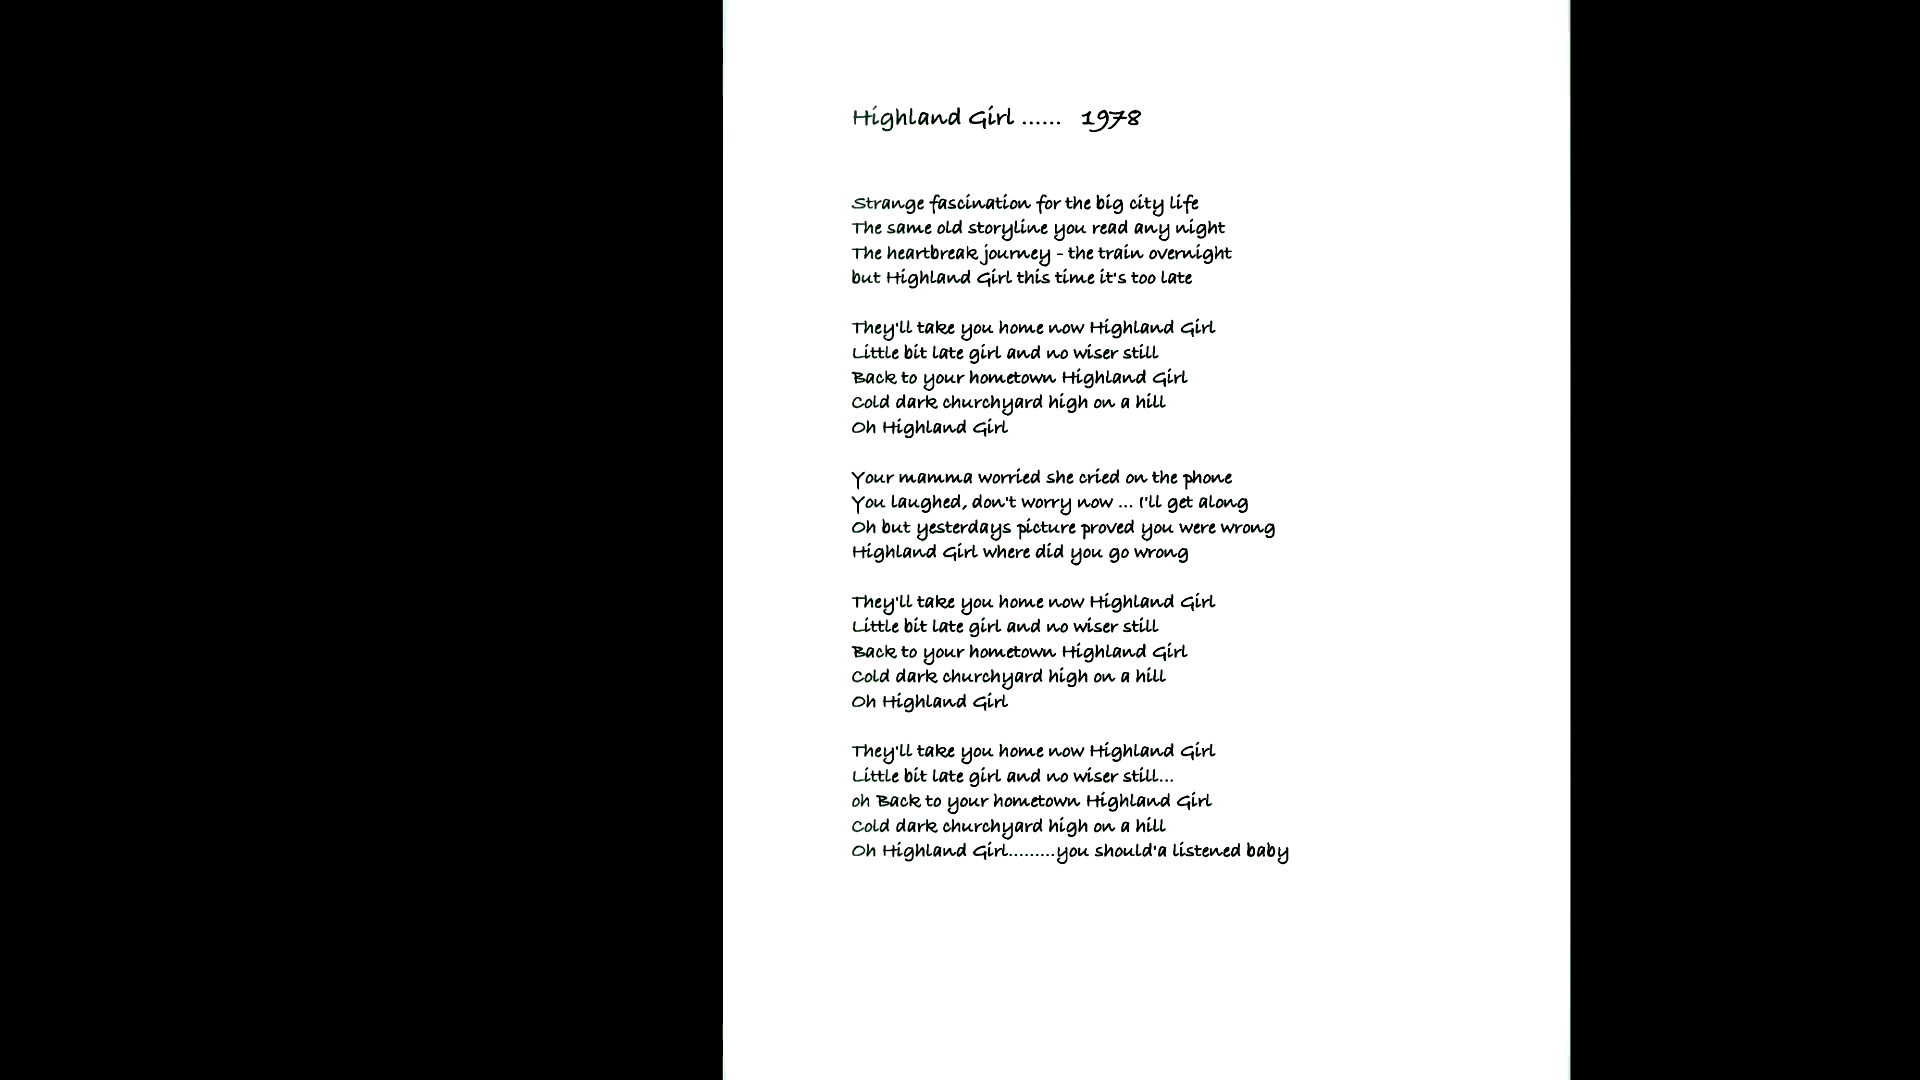 Highland Girl ......   1978
Strange fascination for the big city life
The same old storyline you read any night
The heartbreak journey - the train overnight
but Highland Girl this time it's too late
They'll take you home now Highland Girl
Little bit late girl and no wiser still
Back to your hometown Highland Girl
Cold dark churchyard high on a hill
Oh Highland Girl
Your mamma worried she cried on the phone
You laughed, don't worry now ... I'll get along
Oh but yesterdays picture proved you were wrong
Highland Girl where did you go wrong
They'll take you home now Highland Girl
Little bit late girl and no wiser still
Back to your hometown Highland Girl
Cold dark churchyard high on a hill
Oh Highland Girl
They'll take you home now Highland Girl
Little bit late girl and no wiser still...
oh Back to your hometown Highland Girl
Cold dark churchyard high on a hill
Oh Highland Girl.........you should'a listened baby